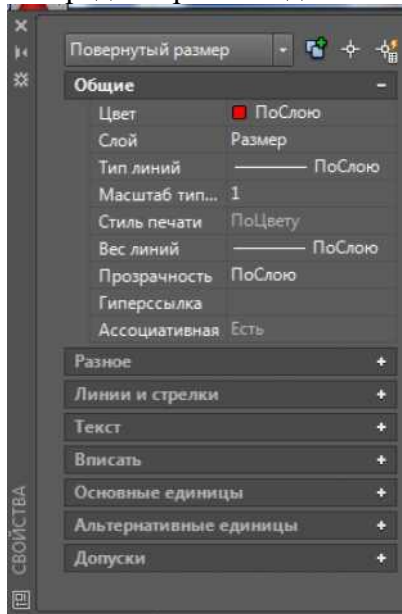 Повернутый размер
Общие
Цвет ПоСлою
Слой Размер
Тип линий ПоСлою
Масштаб тип... 1
Стиль печати ПоЦвету
Вес линий ПоСлою
Прозрачность ПоСлою
Гиперссылка
Ассоциативная Есть
Разное
Линии и стрелки
Текст
Вписать
Основные единицы
Альтернативные единицы
Допуски
СВОЙСТВА